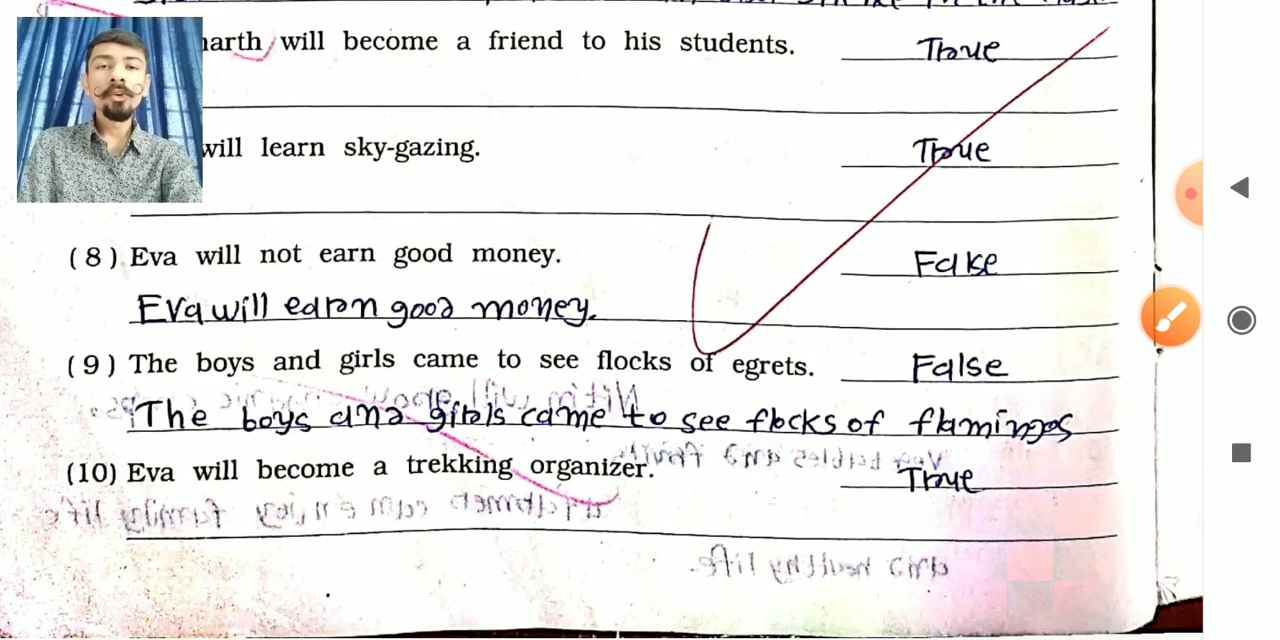 will become a friend to his students. True
will learn sky-gazing. True
(8) Eva will not earn good money. False
Eva will earn good money.
(9) The boys and girls came to see flocks of egrets. False
The boys and girls came to see flocks of flamingos
(10) Eva will become a trekking organizer. True